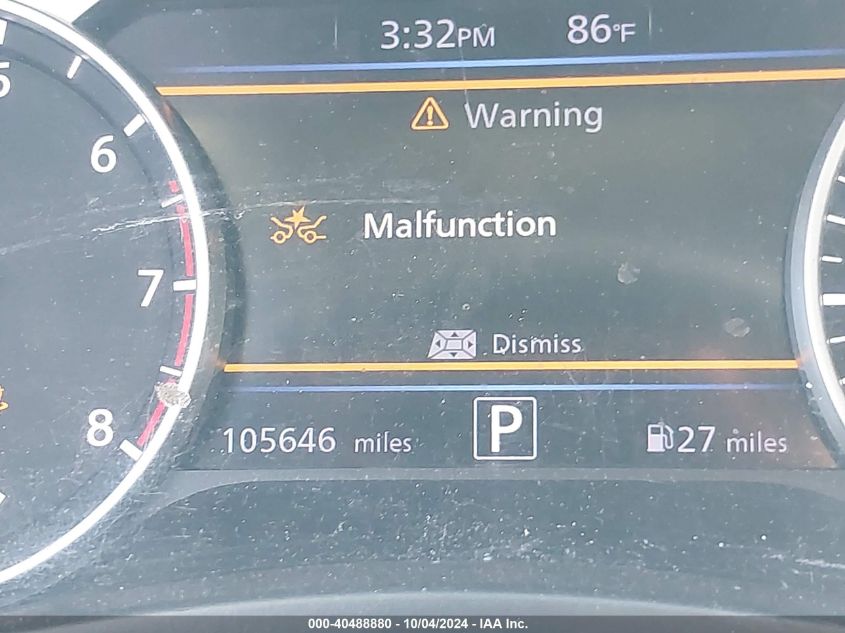 3:32PM 86°F
5
Warning
6
Malfunction
7
Dismiss
8
105646 miles P 27 miles
000-40488880 - 10/04/2024 - IAA Inc.